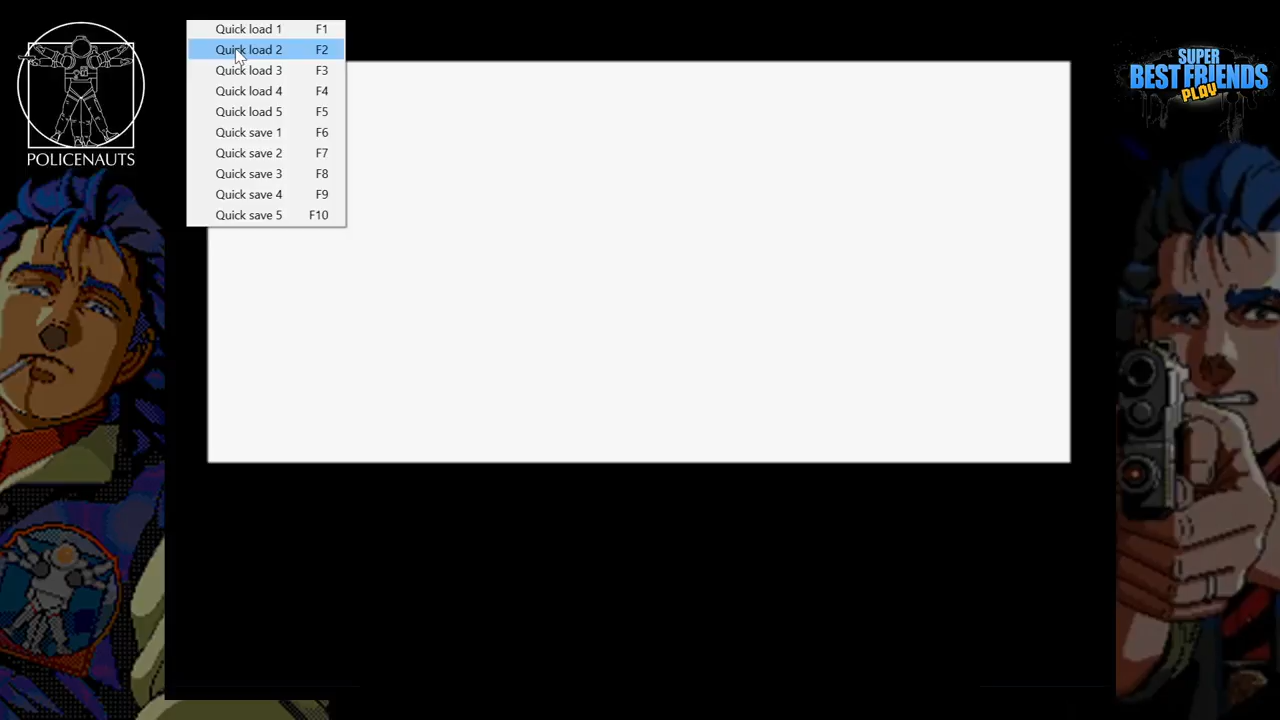 Quick load 1 F1
Quick load 2 F2
Quick load 3 F3
Quick load 4 F4
Quick load 5 F5
Quick save 1 F6
Quick save 2 F7
Quick save 3 F8
Quick save 4 F9
Quick save 5 F10
POLICENAUTS
SUPER
BEST FRIENDS
PLAY